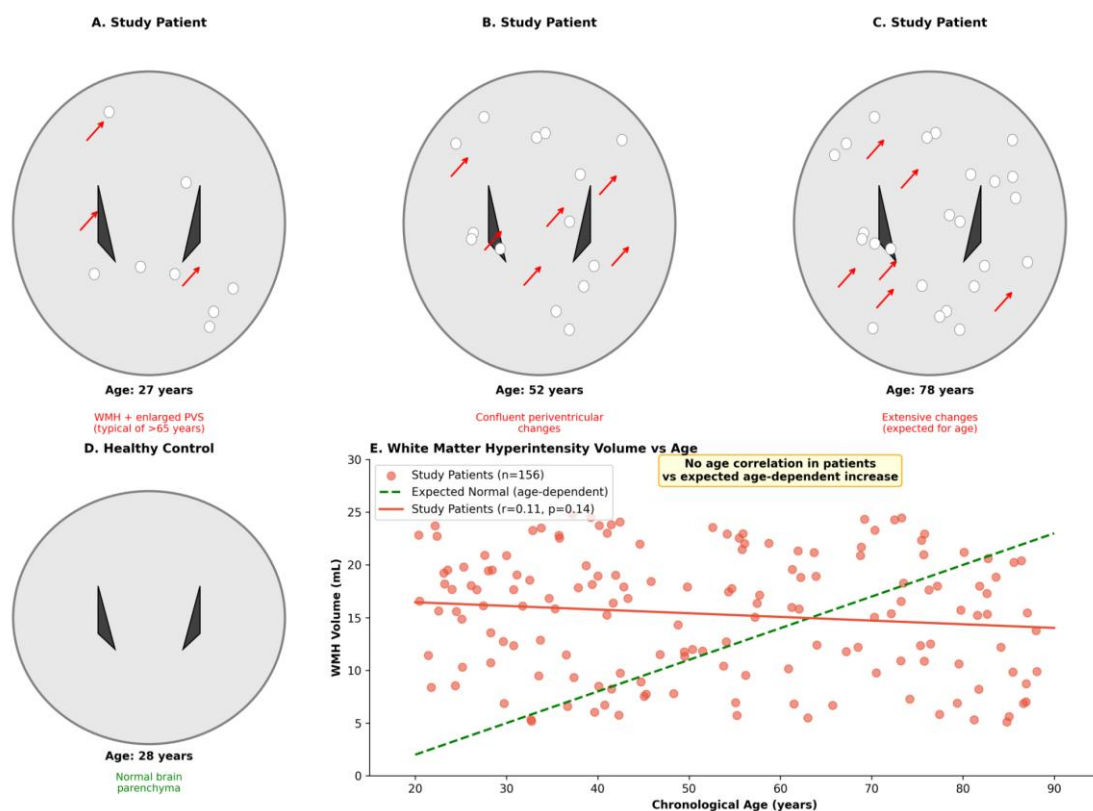 A. Study Patient
B. Study Patient
C. Study Patient
Age: 27 years
Age: 52 years
Age: 78 years
WMH + enlarged PVS
(typical of >65 years)
Confluent periventricular
changes
Extensive changes
(expected for age)
D. Healthy Control
Age: 28 years
Normal brain
parenchyma
E. White Matter Hyperintensity Volume vs Age
No age correlation in patients
vs expected age-dependent increase
Study Patients (n=156)
Expected Normal (age-dependent)
Study Patients (r=0.11, p=0.14)
WMH Volume (mL)
30
25
20
15
10
5
0
20
30
40
50
60
70
80
90
Chronological Age (years)